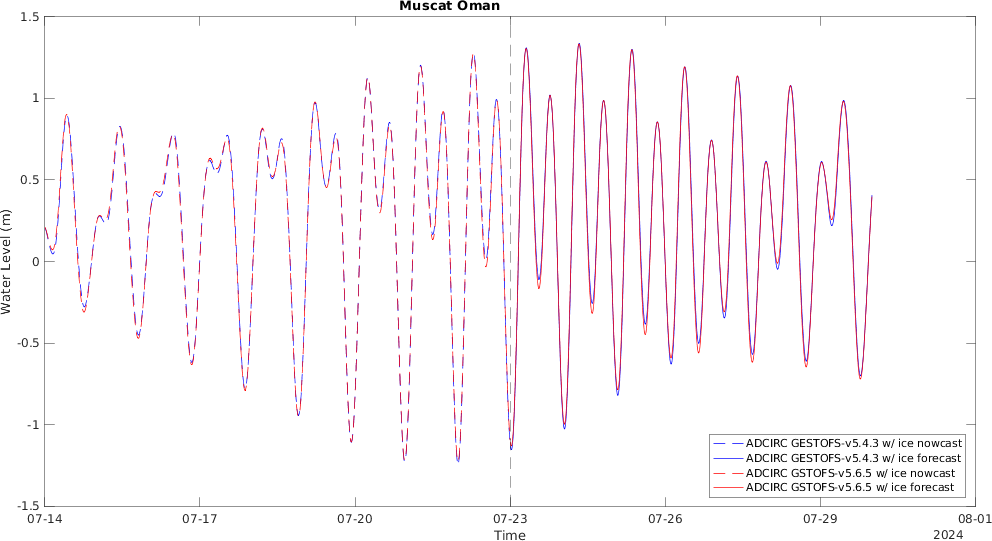 Muscat Oman
Water Level (m)
1.5
1
0.5
0
-0.5
-1
-1.5
ADCIRC GESTOFS-v5.4.3 w/ ice nowcast
ADCIRC GESTOFS-v5.4.3 w/ ice forecast
ADCIRC GSTOFS-v5.6.5 w/ ice nowcast
ADCIRC GSTOFS-v5.6.5 w/ ice forecast
07-14 07-17 07-20 07-23 07-26 07-29 08-01
Time
2024